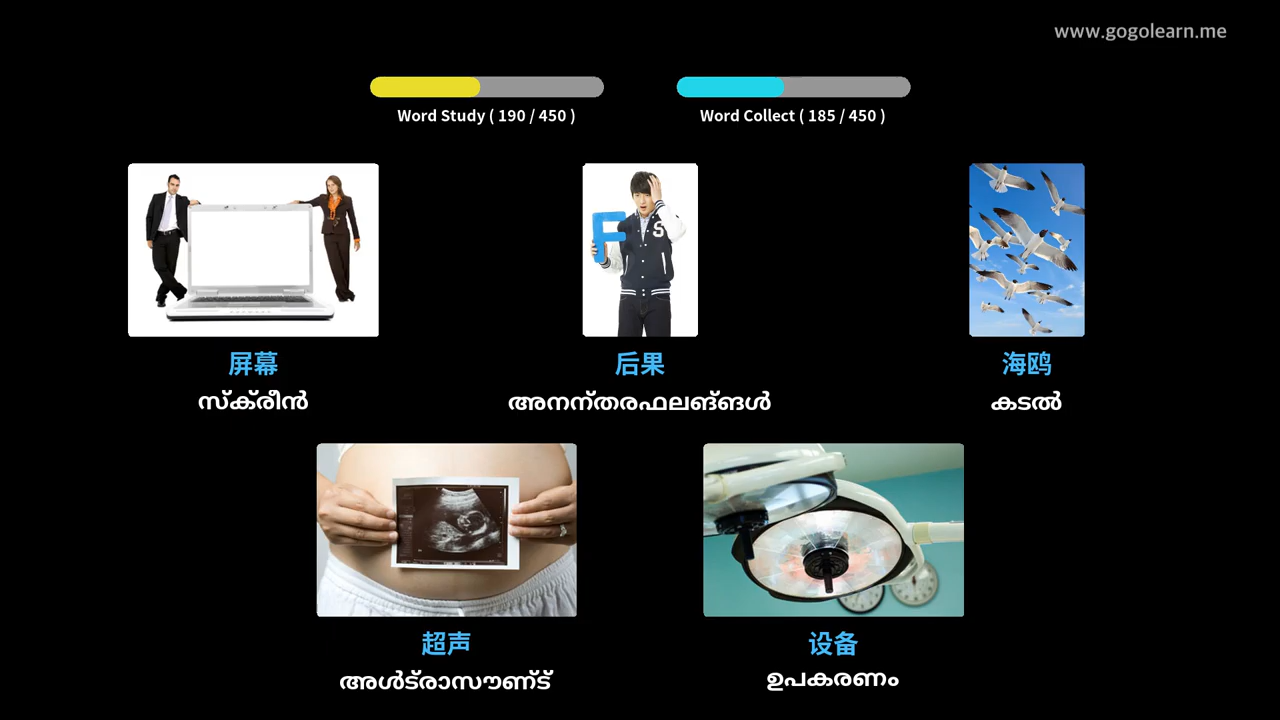 www.gogolearn.me
Word Study ( 190 / 450 )
Word Collect ( 185 / 450 )
F
S
屏幕
സ്ക്രീൻ
后果
അനന്തരഫലങ്ങൾ
海鸥
കടൽ
超声
അൾട്രാസൗണ്ട്
设备
ഉപകരണം